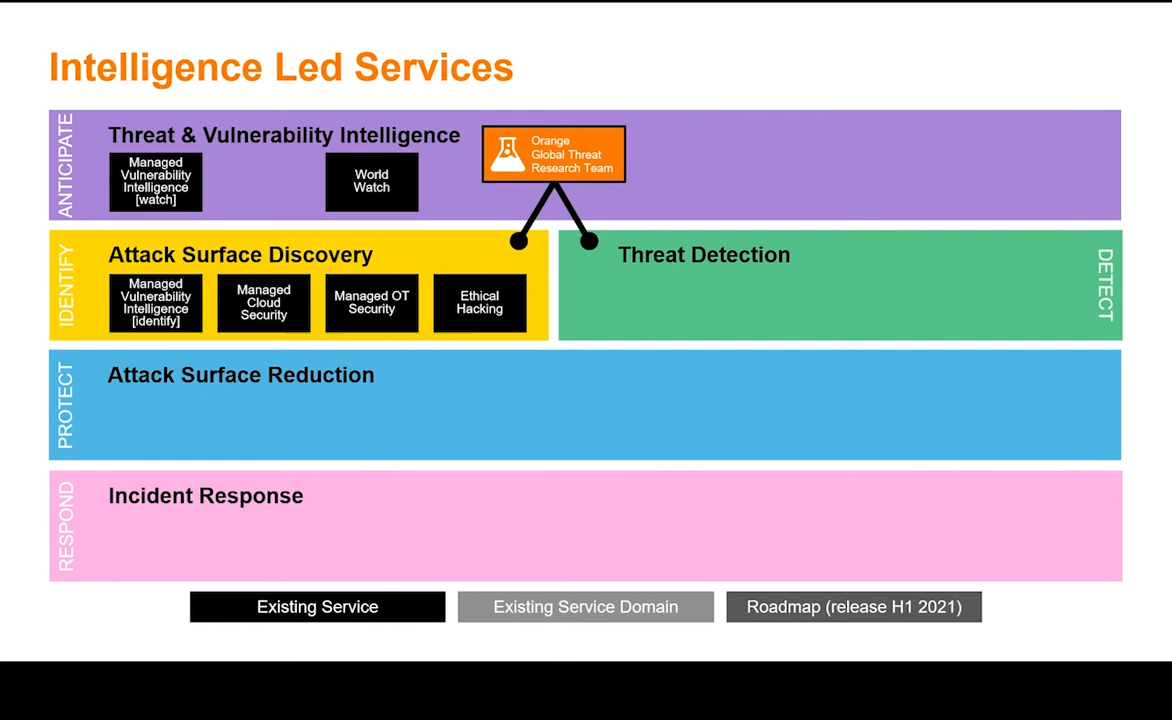 Intelligence Led Services
ANTICIPATE
Threat & Vulnerability Intelligence
Managed
Vulnerability
Intelligence
[watch]
World
Watch
Orange
Global Threat
Research Team
IDENTIFY
Attack Surface Discovery
Managed
Vulnerability
Intelligence
[identify]
Managed
Cloud
Security
Managed OT
Security
Ethical
Hacking
Threat Detection
DETECT
PROTECT
Attack Surface Reduction
RESPOND
Incident Response
Existing Service
Existing Service Domain
Roadmap (release H1 2021)